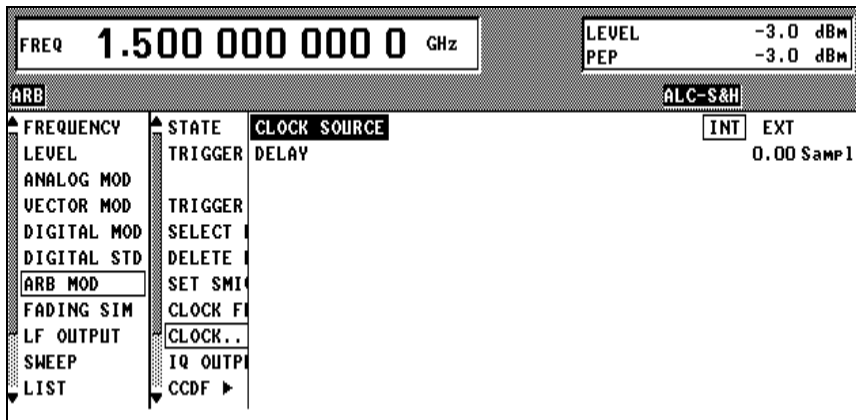 FREQ 1.500 000 000 0 GHz
LEVEL -3.0 dBm
PEP -3.0 dBm
ARB
ALC-S&H
FREQUENCY
LEVEL
ANALOG MOD
VECTOR MOD
DIGITAL MOD
DIGITAL STD
ARB MOD
FADING SIM
LF OUTPUT
SWEEP
LIST
STATE
TRIGGER
TRIGGER
SELECT
DELETE
SET SMI
CLOCK F
CLOCK..
IQ OUTP
CCDF ▶
CLOCK SOURCE INT EXT
DELAY 0.00 Sampl